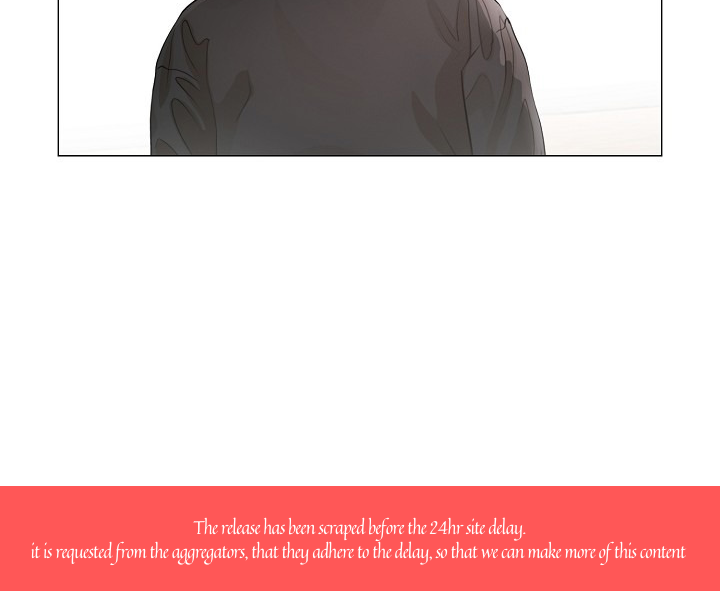 The release has been scraped before the 24hr site delay.
it is requested from the aggregators, that they adhere to the delay, so that we can make more of this content